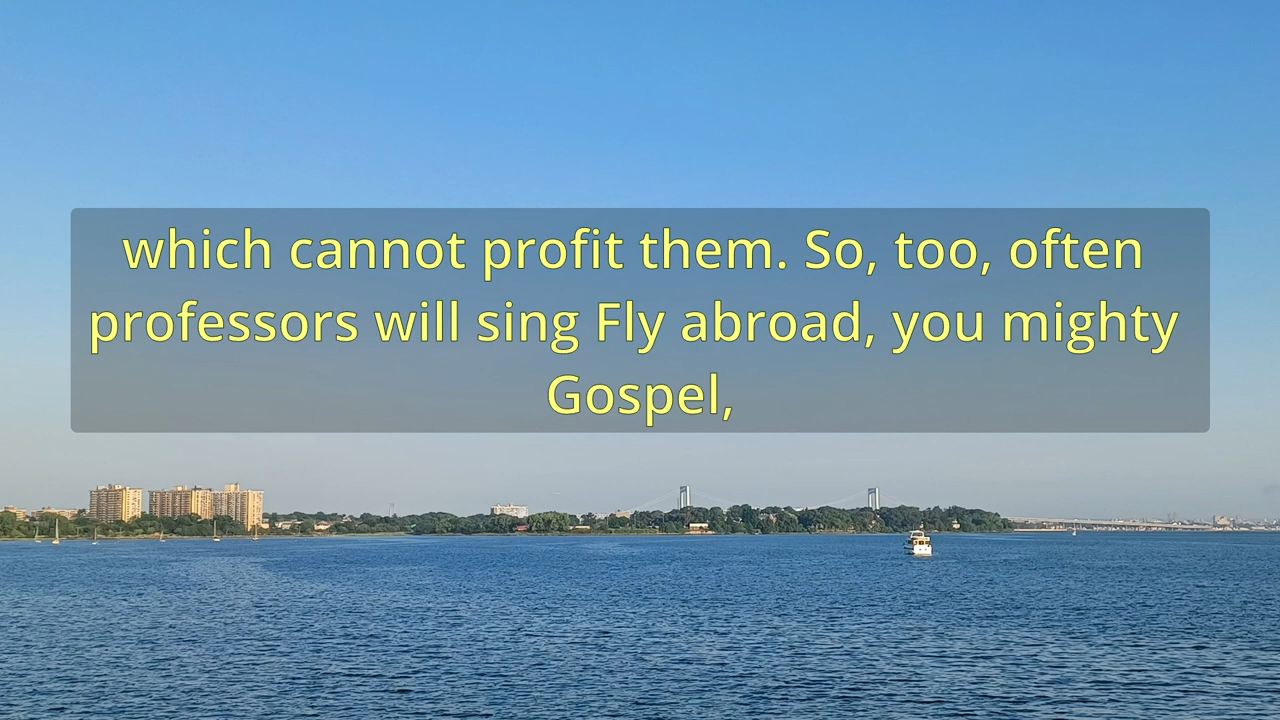 which cannot profit them. So, too, often
professors will sing Fly abroad, you mighty
Gospel,